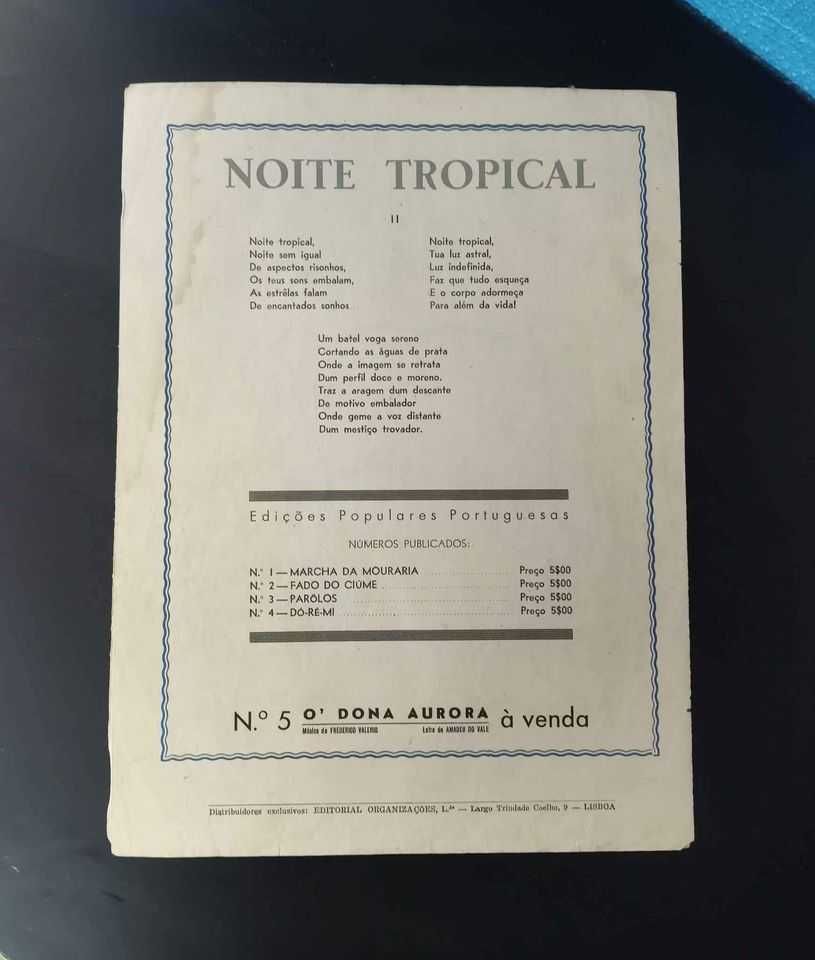 NOITE TROPICAL
II
Noite tropical,
Noite sem igual
De aspectos risonhos,
Os teus sons embalam,
As estrêlas falam
De encantados sonhos.
Noite tropical,
Tua luz astral,
Luz indefinida,
Faz que tudo esqueça
E o corpo adormeça
Para além da vida!
Um batel voga sereno
Cortando as águas de prata
Onde a imagem se retrata
Dum perfil doce e moreno.
Traz a aragem dum descante
De motivo embalador
Onde geme a voz distante
Dum mestiço trovador.
Edições Populares Portuguesas
NÚMEROS PUBLICADOS:
N.º 1 — MARCHA DA MOURARIA ............ Preço 5$00
N.º 2 — FADO DO CIÚME ............ Preço 5$00
N.º 3 — PARÔLOS ............ Preço 5$00
N.º 4 — DÓ-RÉ-MI ............ Preço 5$00
N.º 5 O' DONA AURORA à venda
Música de FREDERICO VALERIO Letra de AMADEU DO VALE
Distribuidores exclusivos: EDITORIAL ORGANIZAÇÕES, L.da — Largo Trindade Coelho, 9 — LISBOA